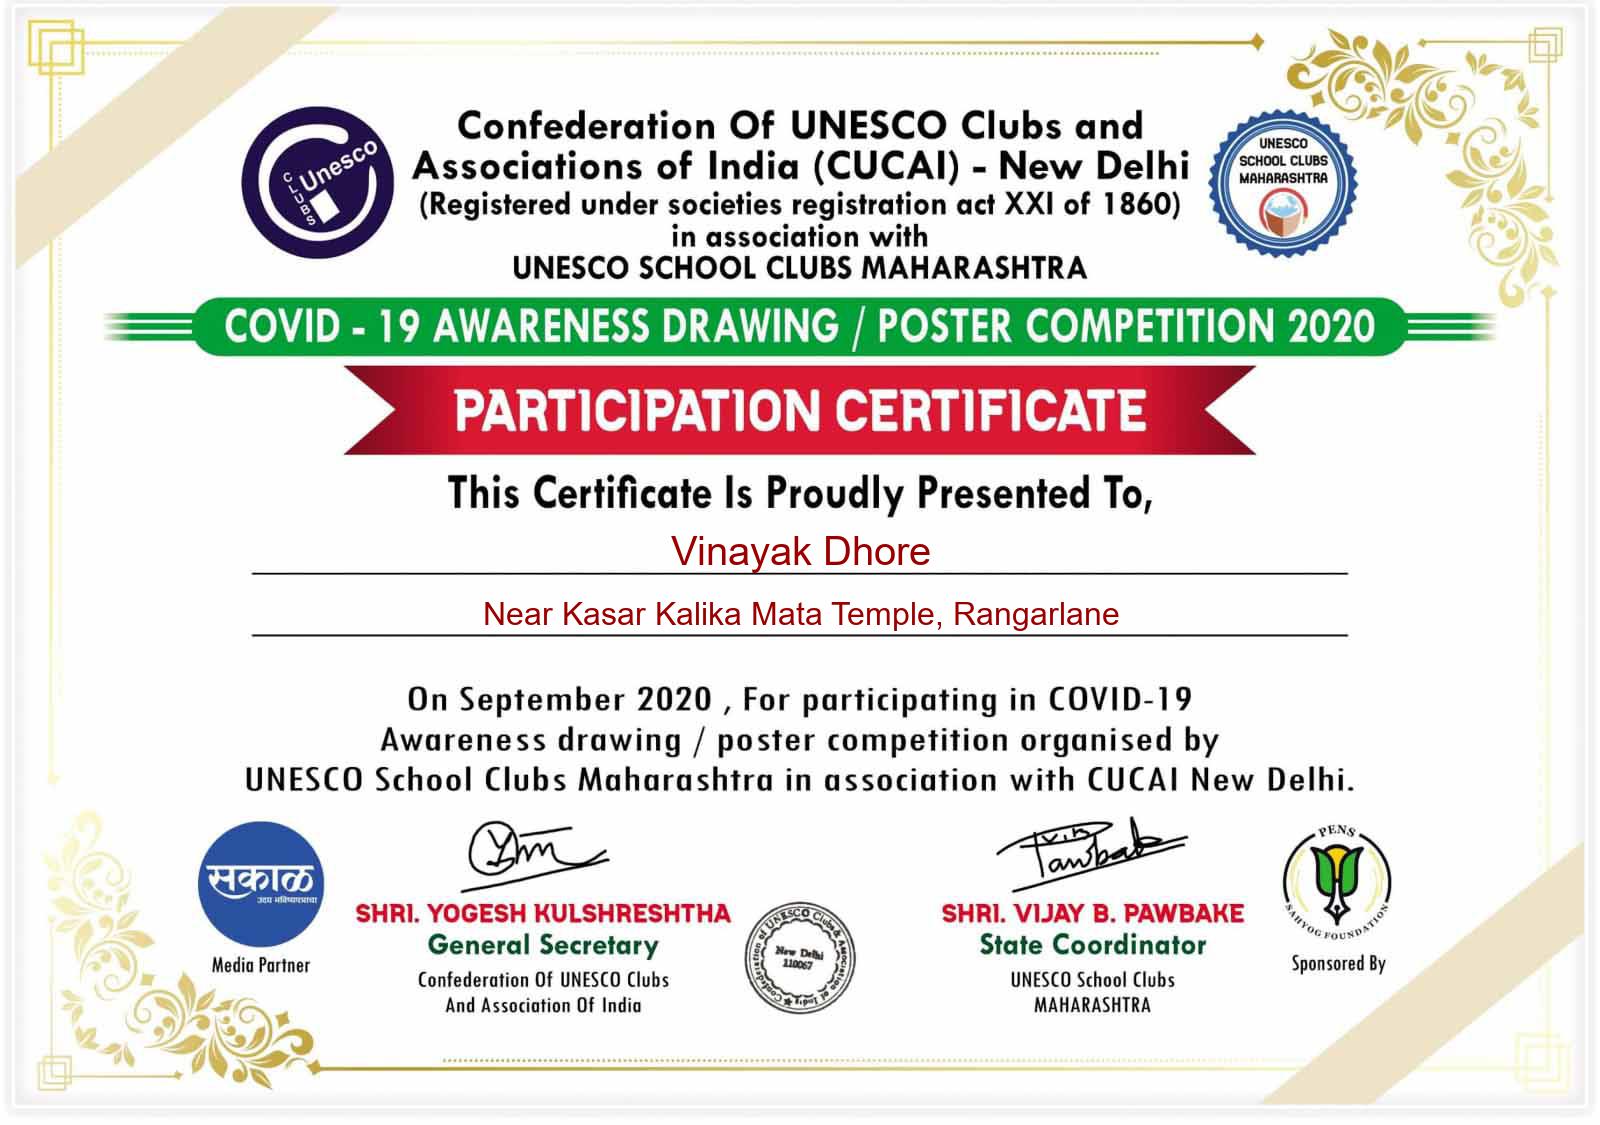 Unesco
CLUBS
Confederation Of UNESCO Clubs and
Associations of India (CUCAI) - New Delhi
(Registered under societies registration act XXI of 1860)
in association with
UNESCO SCHOOL CLUBS MAHARASHTRA
UNESCO
SCHOOL CLUBS
MAHARASHTRA
COVID - 19 AWARENESS DRAWING / POSTER COMPETITION 2020
PARTICIPATION CERTIFICATE
This Certificate Is Proudly Presented To,
Vinayak Dhore
Near Kasar Kalika Mata Temple, Rangarlane
On September 2020 , For participating in COVID-19
Awareness drawing / poster competition organised by
UNESCO School Clubs Maharashtra in association with CUCAI New Delhi.
सकाळ
उदय भविष्यपत्राचा
Media Partner
SHRI. YOGESH KULSHRESHTHA
General Secretary
Confederation Of UNESCO Clubs
And Association Of India
Confederation of UNESCO Clubs & Association of India
New Delhi
110067
V.B.
Pawbake
SHRI. VIJAY B. PAWBAKE
State Coordinator
UNESCO School Clubs
MAHARASHTRA
PENS
SAHYOG FOUNDATION
Sponsored By